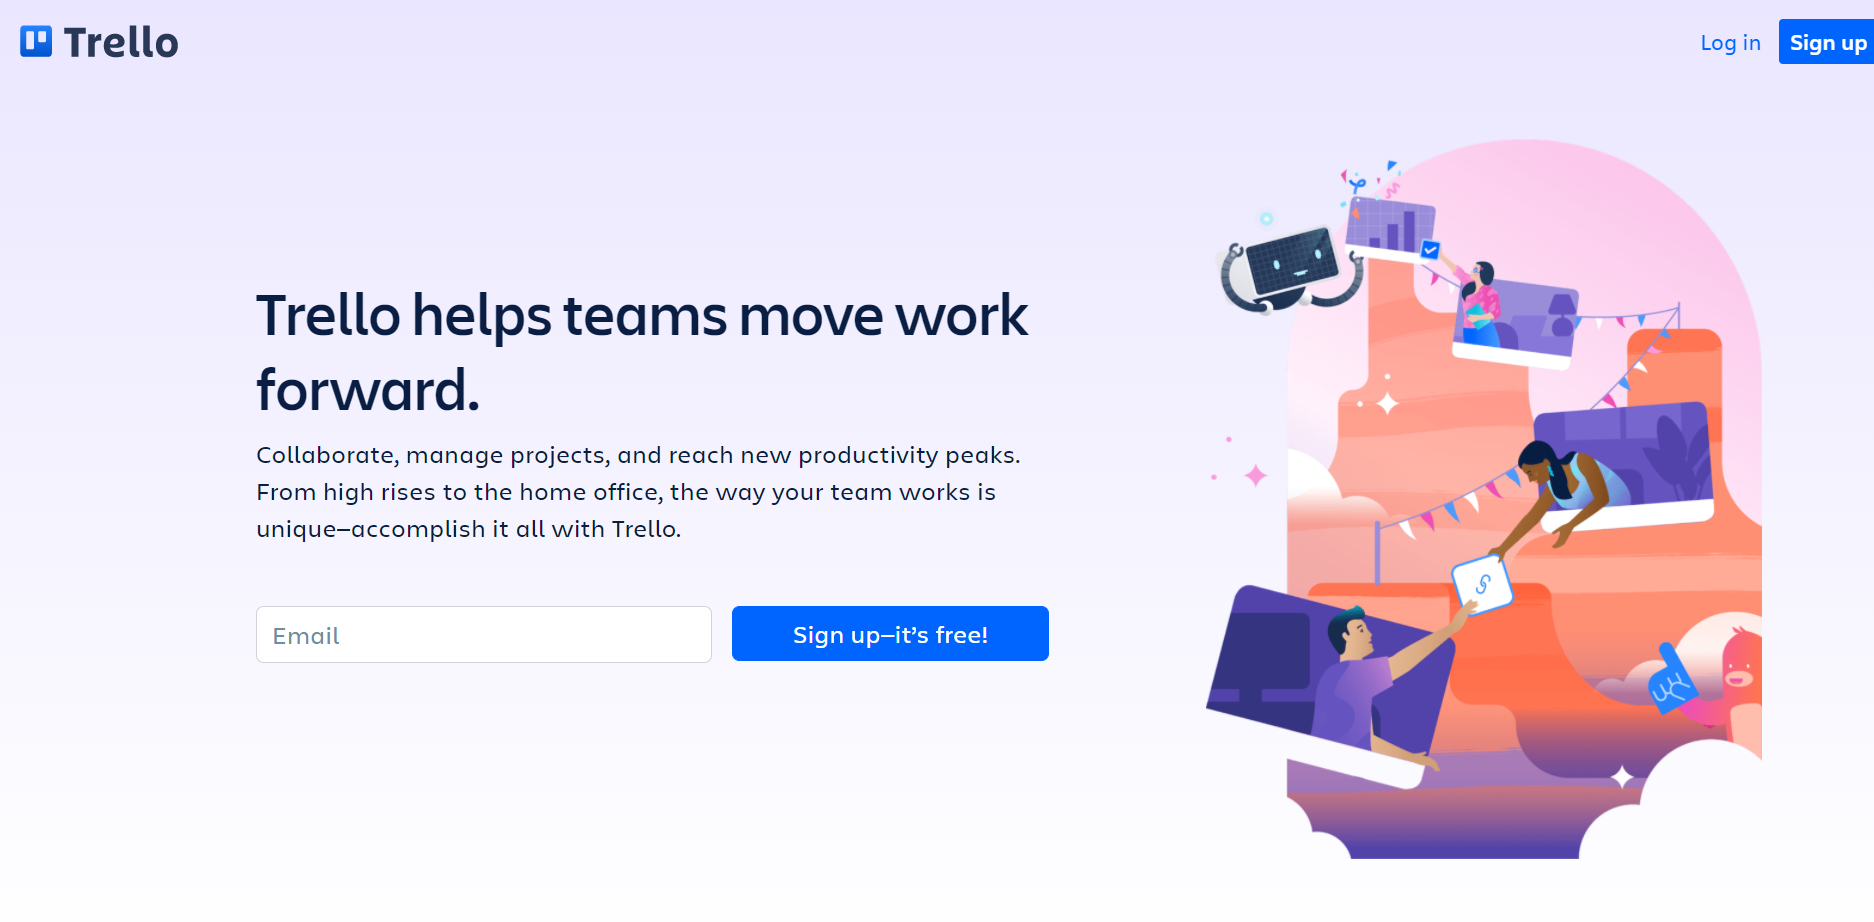 Trello
Log in
Sign up
Trello helps teams move work
forward.
Collaborate, manage projects, and reach new productivity peaks.
From high rises to the home office, the way your team works is
unique—accomplish it all with Trello.
Email
Sign up—it’s free!